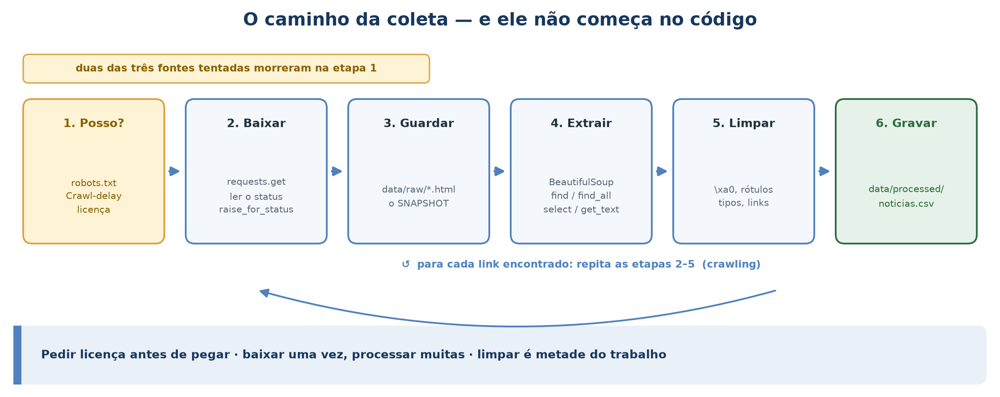 O caminho da coleta — e ele não começa no código
duas das três fontes tentadas morreram na etapa 1
1. Posso?
robots.txt
Crawl-delay
licença
2. Baixar
requests.get
ler o status
raise_for_status
3. Guardar
data/raw/*.html
o SNAPSHOT
4. Extrair
BeautifulSoup
find / find_all
select / get_text
5. Limpar
\xa0, rótulos
tipos, links
6. Gravar
data/processed/
noticias.csv
↺ para cada link encontrado: repita as etapas 2–5 (crawling)
Pedir licença antes de pegar · baixar uma vez, processar muitas · limpar é metade do trabalho